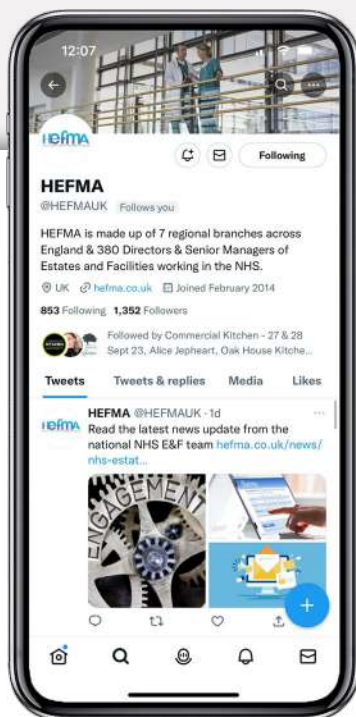 12:07
HEFMA
Following
HEFMA
@HEFMAUK Follows you
HEFMA is made up of 7 regional branches across
England & 380 Directors & Senior Managers of
Estates and Facilities working in the NHS.
UK hefma.co.uk Joined February 2014
853 Following 1,352 Followers
Followed by Commercial Kitchen - 27 & 28
Sept 23, Alice Jepheart, Oak House Kitche...
Tweets Tweets & replies Media Likes
HEFMA
HEFMA @HEFMAUK · 1d
Read the latest news update from the
national NHS E&F team hefma.co.uk/news/
nhs-estat...
ENGAGEMENT